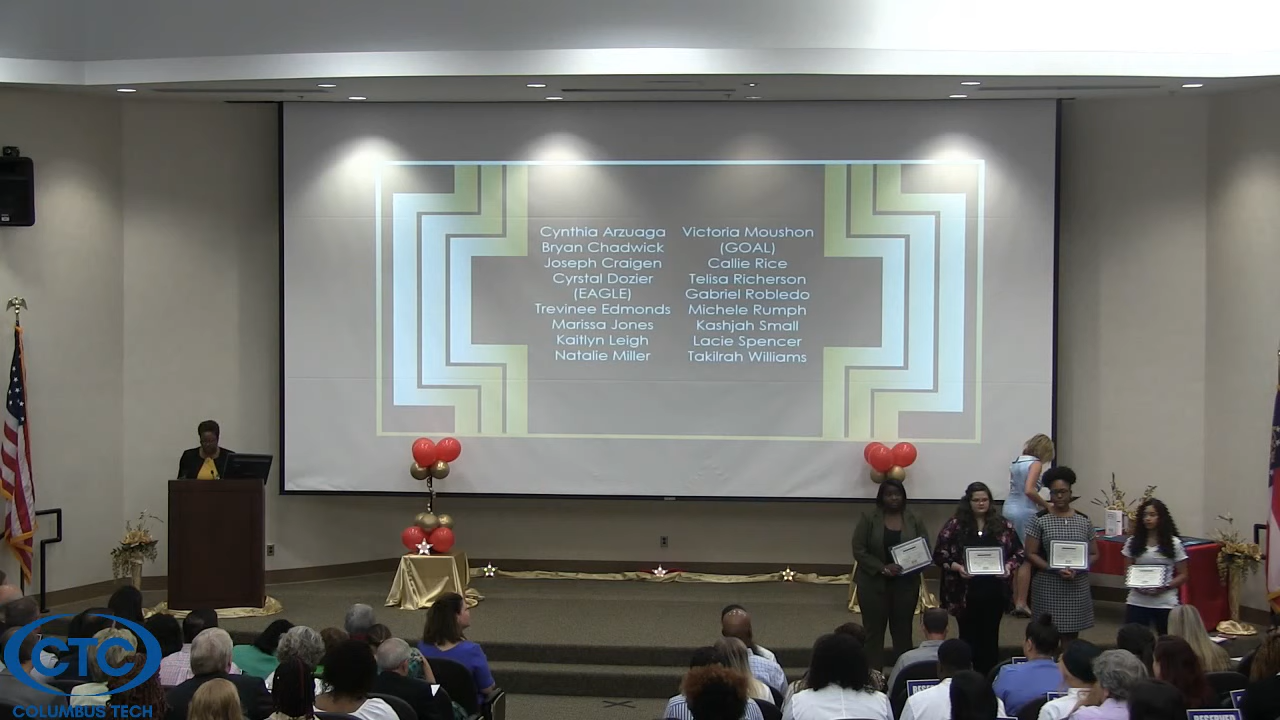 Cynthia Arzuaga
Bryan Chadwick
Joseph Craigen
Cyrstal Dozier
(EAGLE)
Trevinee Edmonds
Marissa Jones
Kaitlyn Leigh
Natalie Miller
Victoria Moushon
(GOAL)
Callie Rice
Telisa Richerson
Gabriel Robledo
Michele Rumph
Kashjah Small
Lacie Spencer
Takilrah Williams
CTC
COLUMBUS TECH
RESERVED